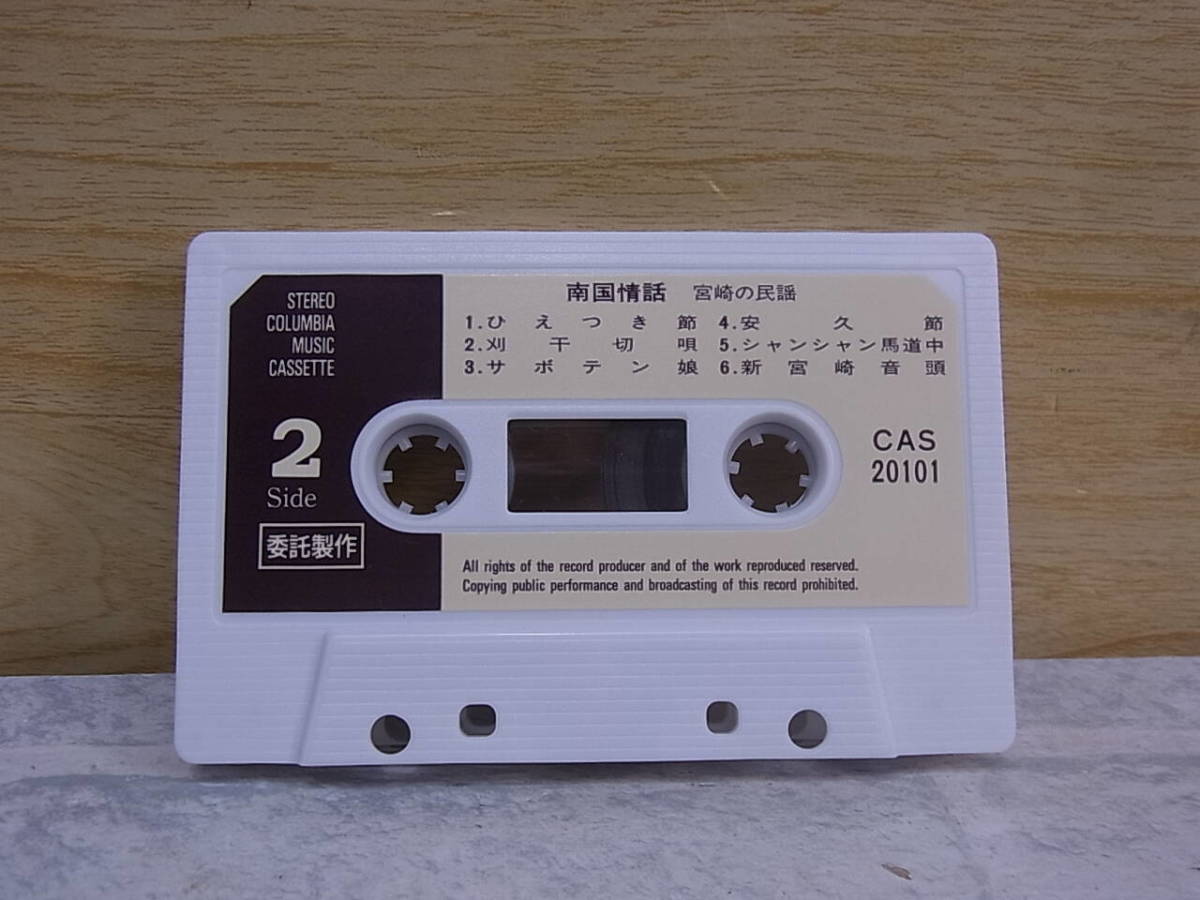 STEREO
COLUMBIA
MUSIC
CASSETTE
2
Side
委託製作
南国情話 宮崎の民謡
1.ひえつき節 4.安久節
2.刈干切唄 5.シャンシャン馬道中
3.サボテン娘 6.新宮崎音頭
CAS
20101
All rights of the record producer and of the work reproduced reserved.
Copying public performance and broadcasting of this record prohibited.